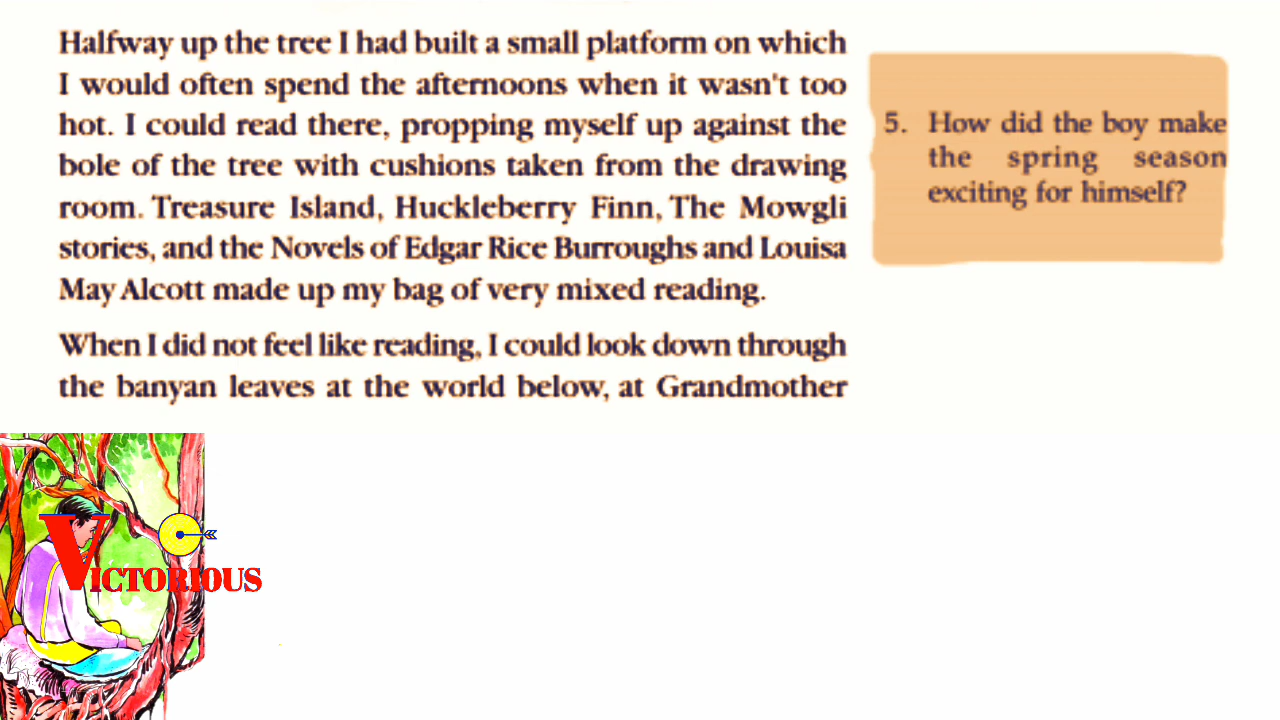 Halfway up the tree I had built a small platform on which
I would often spend the afternoons when it wasn't too
hot. I could read there, propping myself up against the
bole of the tree with cushions taken from the drawing
room. Treasure Island, Huckleberry Finn, The Mowgli
stories, and the Novels of Edgar Rice Burroughs and Louisa
May Alcott made up my bag of very mixed reading.
When I did not feel like reading, I could look down through
the banyan leaves at the world below, at Grandmother
5. How did the boy make
the spring season
exciting for himself?
VICTORIOUS